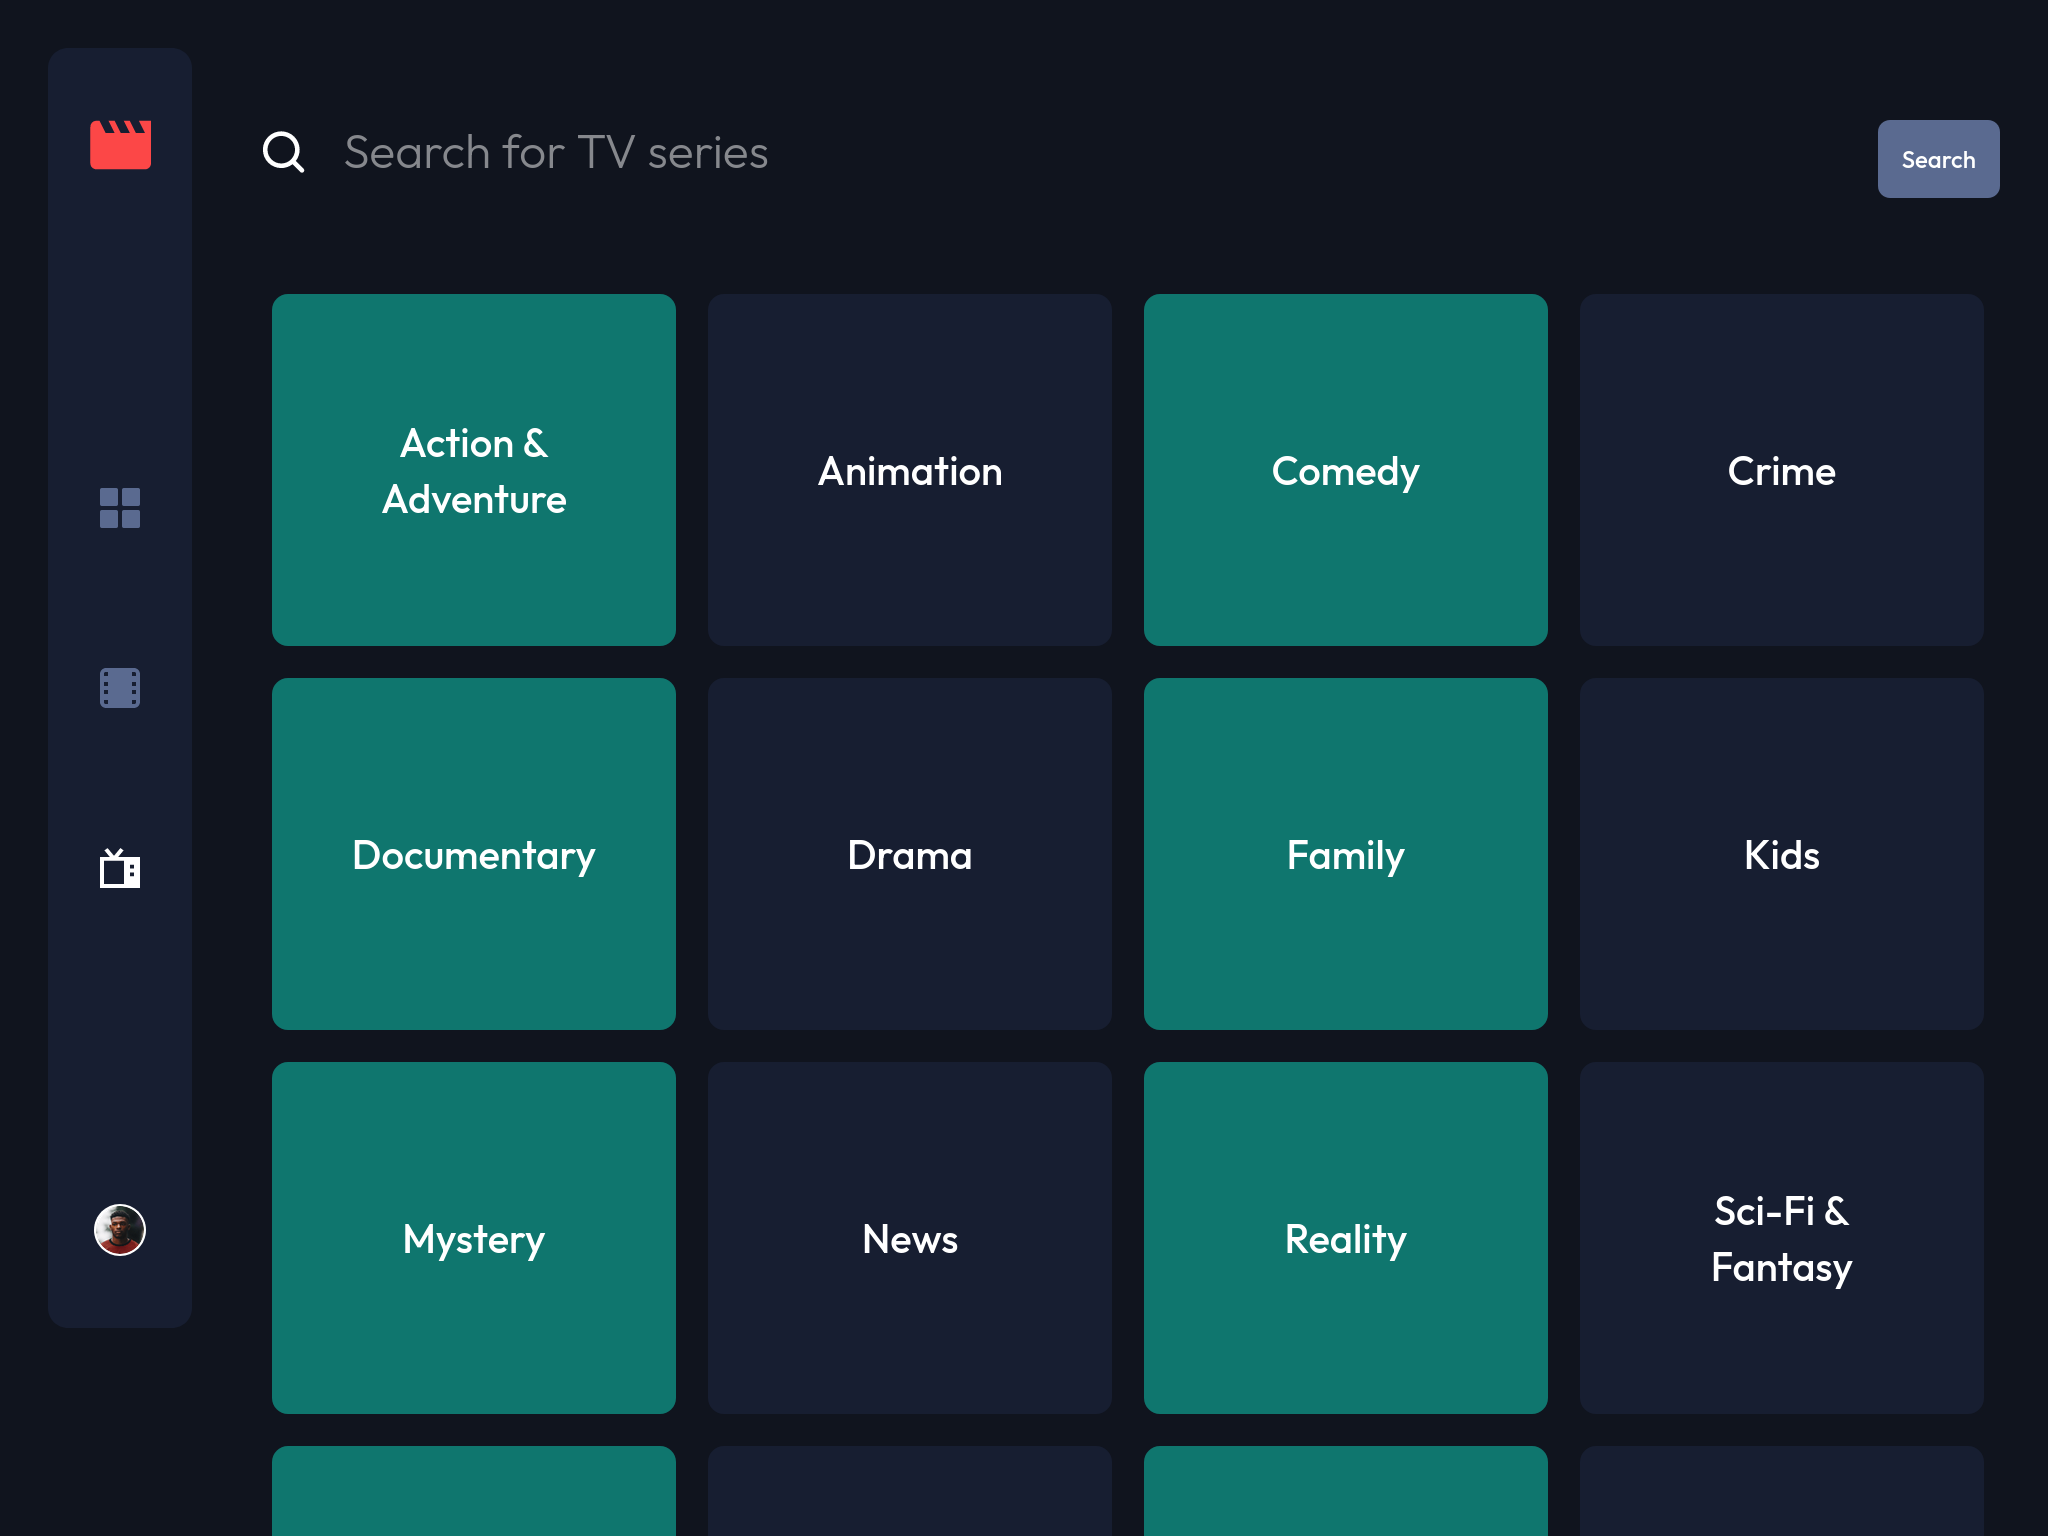 Search for TV series
Search
Action &
Adventure
Animation
Comedy
Crime
Documentary
Drama
Family
Kids
Mystery
News
Reality
Sci-Fi &
Fantasy